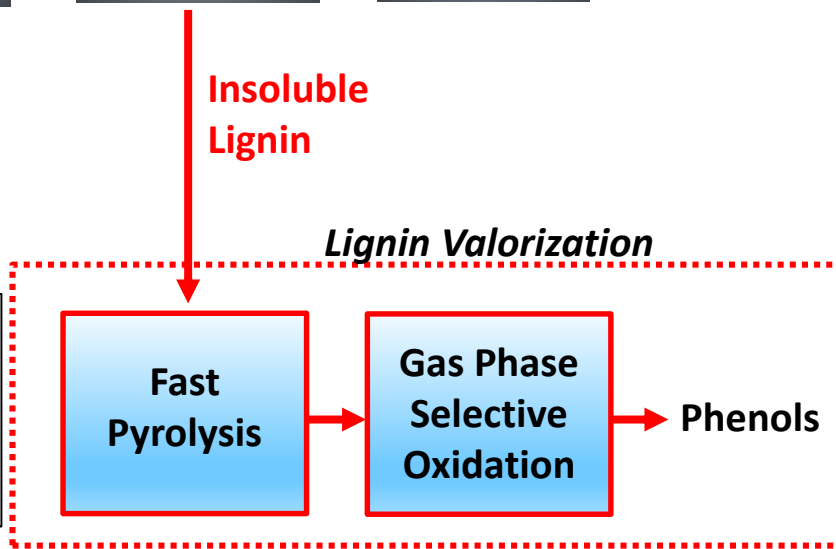 Insoluble
Lignin
Lignin Valorization
Fast
Pyrolysis
Gas Phase
Selective
Oxidation
Phenols